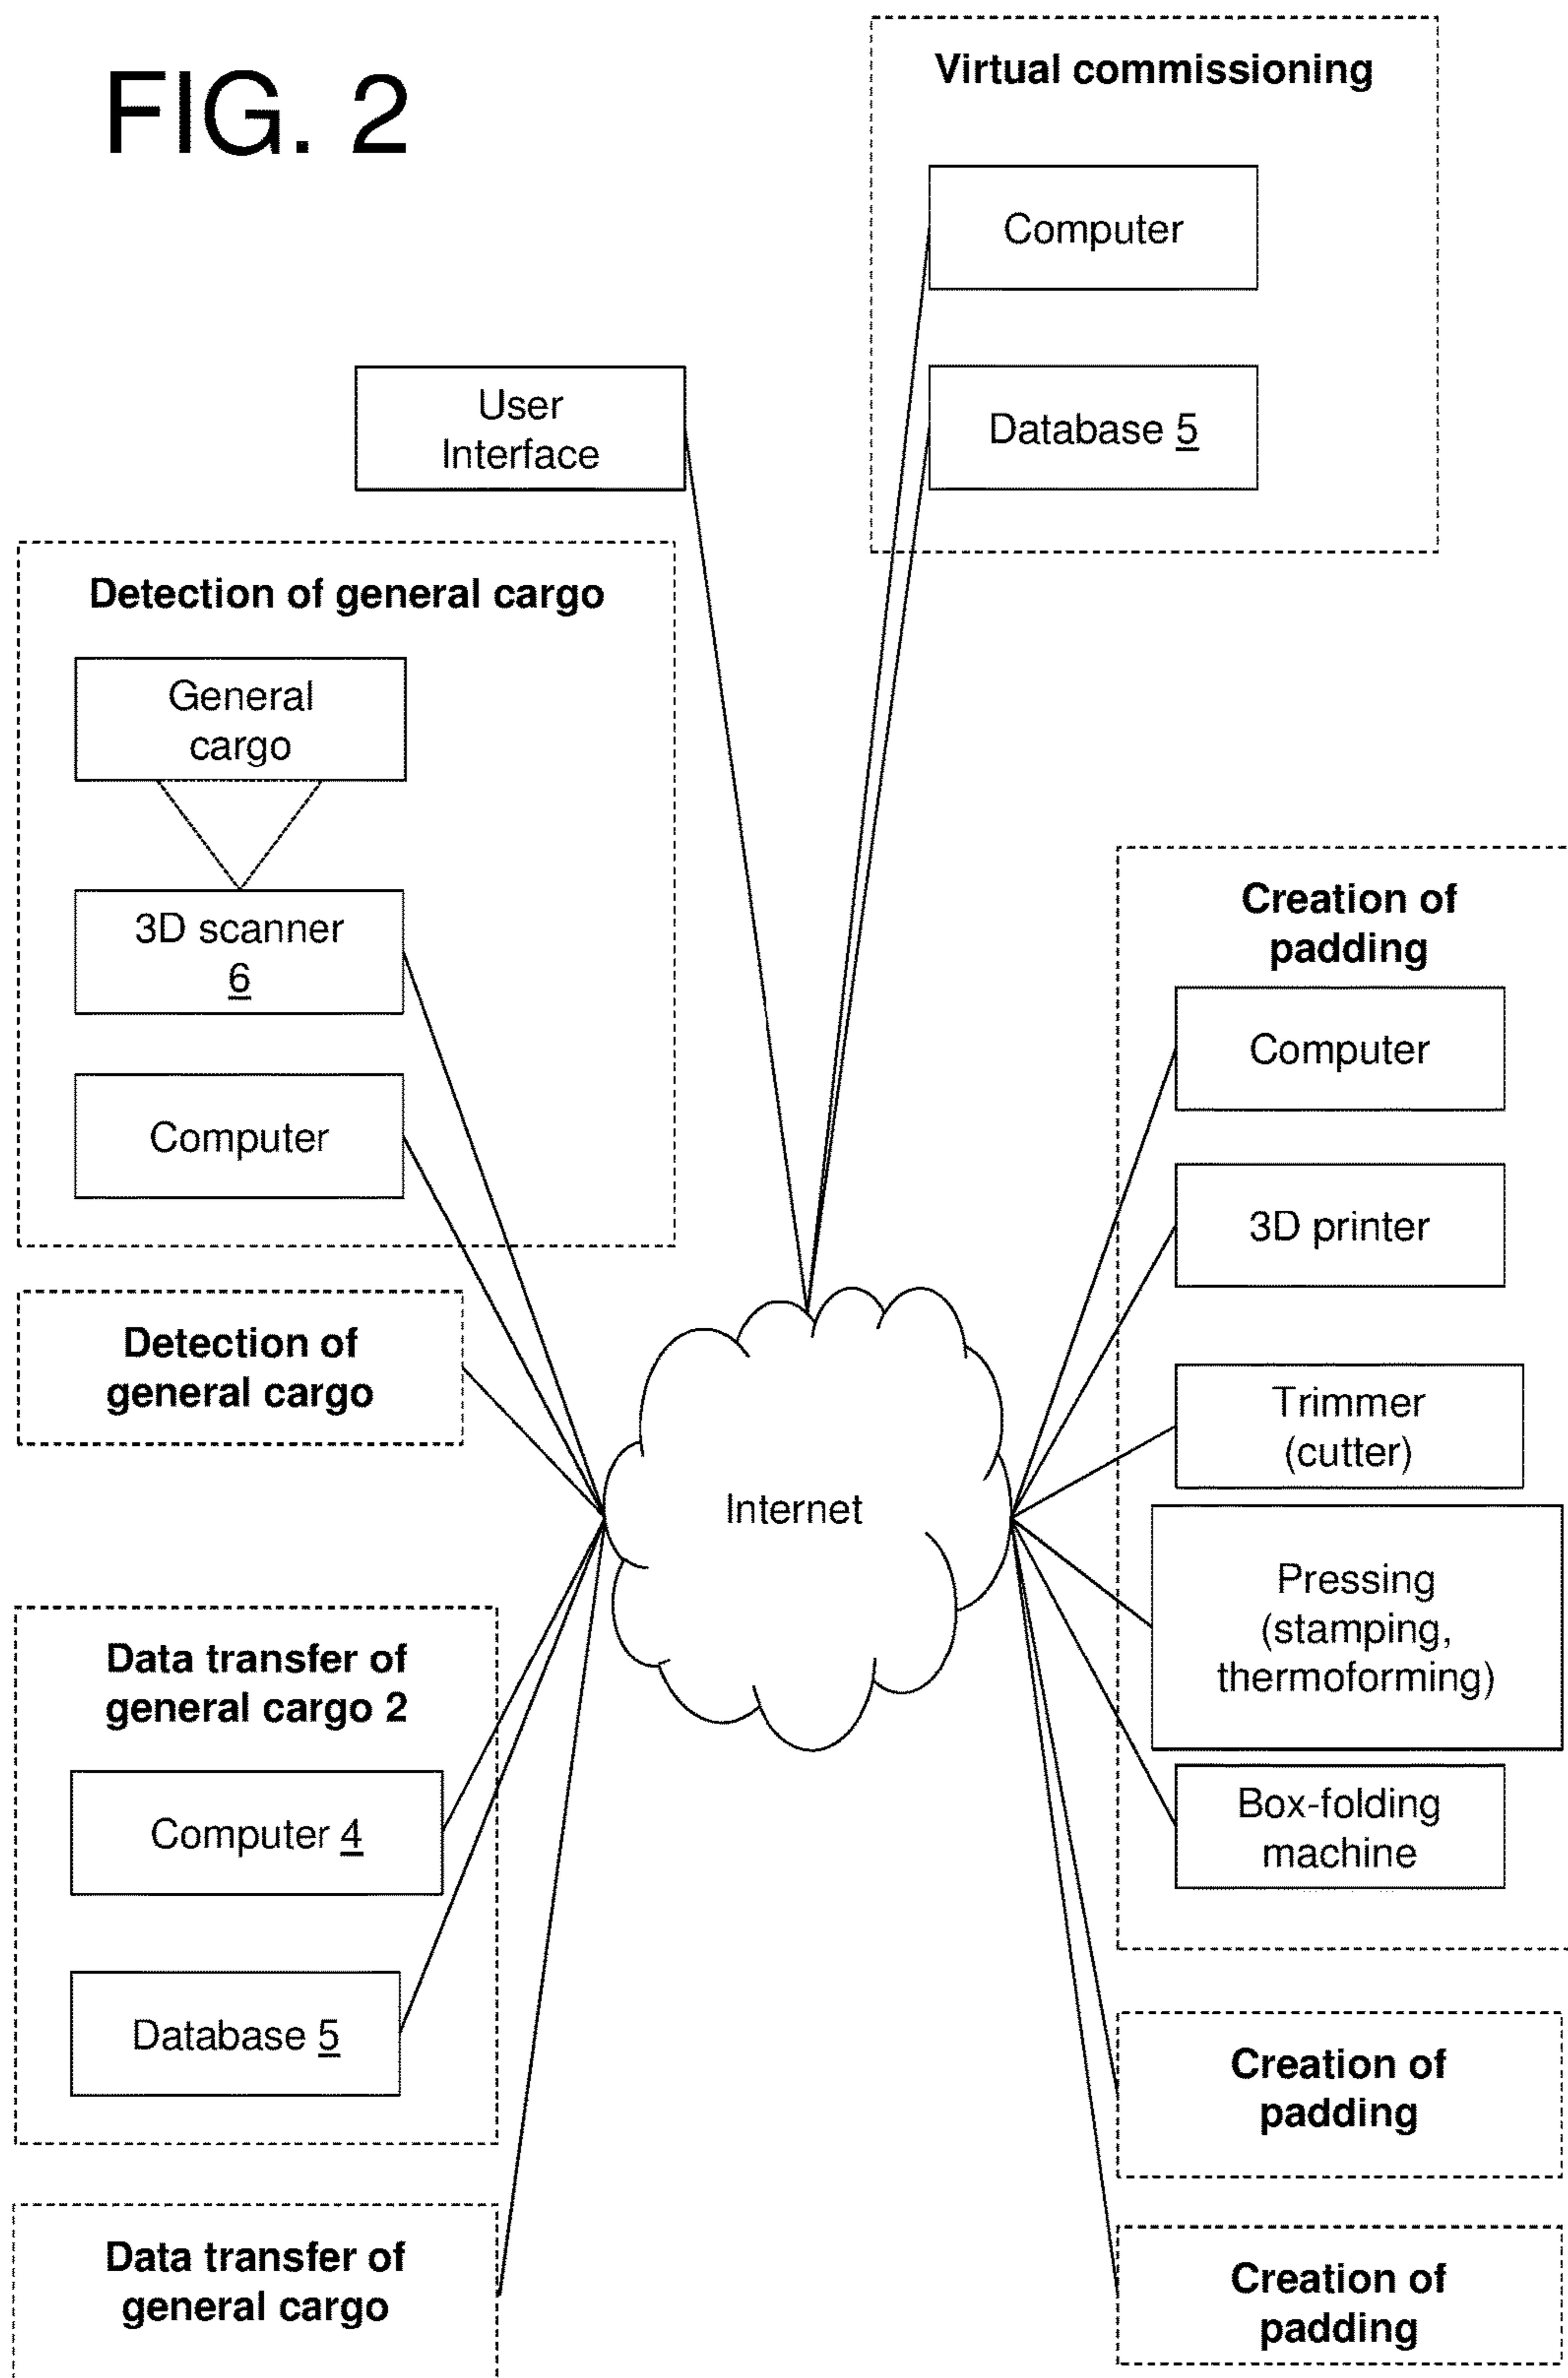 FIG. 2
Virtual commissioning
Computer
Database 5
User
Interface
Detection of general cargo
General
cargo
3D scanner
6
Computer
Detection of
general cargo
Data transfer of
general cargo 2
Computer 4
Database 5
Data transfer of
general cargo
Internet
Creation of
padding
Computer
3D printer
Trimmer
(cutter)
Pressing
(stamping,
thermoforming)
Box-folding
machine
Creation of
padding
Creation of
padding